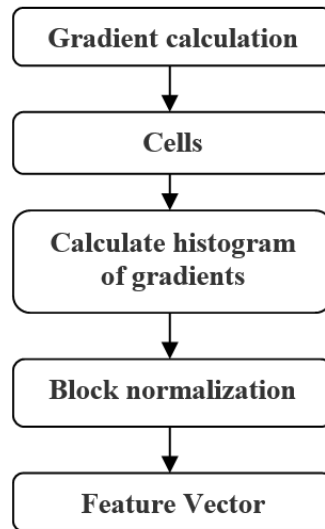 Gradient calculation
Cells
Calculate histogram
of gradients
Block normalization
Feature Vector